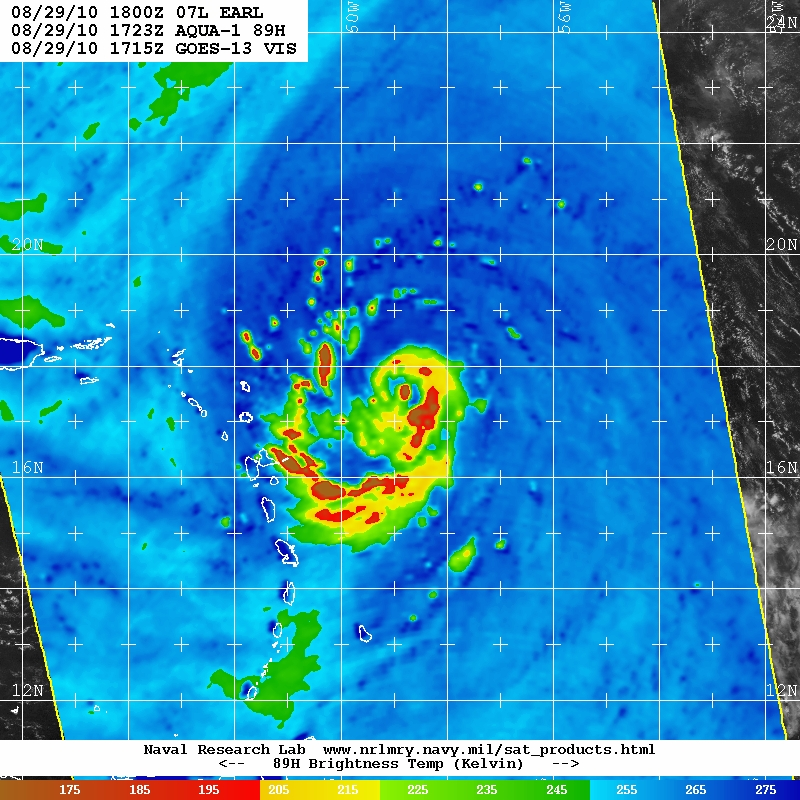 08/29/10 1800Z 07L EARL
08/29/10 1723Z AQUA-1 89H
08/29/10 1715Z GOES-13 VIS
60W
56W
24N
20N
20N
16N
16N
12N
12N
Naval Research Lab www.nrlmry.navy.mil/sat_products.html
<-- 89H Brightness Temp (Kelvin) -->
175 185 195 205 215 225 235 245 255 265 275